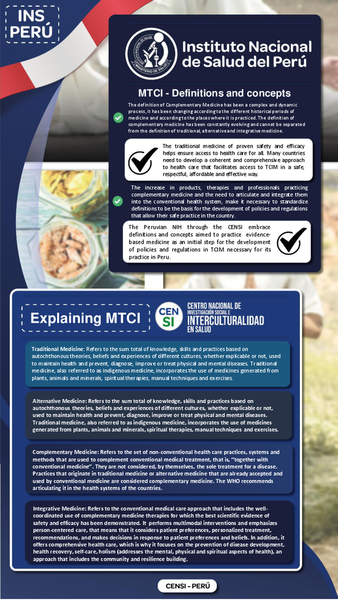 INS
PERÚ
Instituto Nacional
de Salud del Perú
MTCI - Definitions and concepts
The definition of Complementary Medicine has been a complex and dynamic
process, it has been changing according to the different historical periods of
medicine and according to the places where it is practiced. The definition of
complementary medicine has been constantly evolving and cannot be separated
from the definition of traditional, alternative and integrative medicine.
The traditional medicine of proven safety and efficacy
helps ensure access to health care for all. Many countries
need to develop a coherent and comprehensive approach
to health care that facilitates access to TCIM in a safe,
respectful, affordable and effective way.
The increase in products, therapies and professionals practicing
complementary medicine and the need to articulate and integrate them
into the conventional health system, make it necessary to standardize
definitions to be the basis for the development of policies and regulations
that allow their safe practice in the country.
The Peruvian NIH through the CENSI embrace
definitions and concepts aimed to practice evidence-
based medicine as an initial step for the development
of policies and regulations in TCIM necessary for its
practice in Peru.
Explaining MTCI
CEN
SI
CENTRO NACIONAL DE
INVESTIGACIÓN SOCIAL E
INTERCULTURALIDAD
EN SALUD
Traditional Medicine: Refers to the sum total of knowledge, skills and practices based on
autochthonous theories, beliefs and experiences of different cultures, whether explicable or not, used
to maintain health and prevent, diagnose, improve or treat physical and mental diseases. Traditional
medicine, also referred to as indigenous medicine, incorporates the use of medicines generated from
plants, animals and minerals, spiritual therapies, manual techniques and exercises.
Alternative Medicine: Refers to the sum total of knowledge, skills and practices based on
autochthonous theories, beliefs and experiences of different cultures, whether explicable or not,
used to maintain health and prevent, diagnose, improve or treat physical and mental diseases.
Traditional medicine, also referred to as indigenous medicine, incorporates the use of medicines
generated from plants, animals and minerals, spiritual therapies, manual techniques and exercises.
Complementary Medicine: Refers to the set of non-conventional health care practices, systems and
methods that are used to complement conventional medical treatment, that is, "together with
conventional medicine". They are not considered, by themselves, the sole treatment for a disease.
Practices that originate in traditional medicine or alternative medicine that are already accepted and
used by conventional medicine are considered complementary medicine. The WHO recommends
articulating it in the health systems of the countries.
Integrative Medicine: Refers to the conventional medical care approach that includes the well-
coordinated use of complementary medicine therapies for which the best scientific evidence of
safety and efficacy has been demonstrated. It performs multimodal interventions and emphasizes
person-centered care, that means that it considers patient preferences, personalized treatment,
recommendations, and makes decisions in response to patient preferences and beliefs. In addition, it
offers comprehensive health care, which is why it focuses on the prevention of disease development,
health recovery, self-care, holism (addresses the mental, physical and spiritual aspects of health), an
approach that includes the community and resilience building.
CENSI - PERÚ